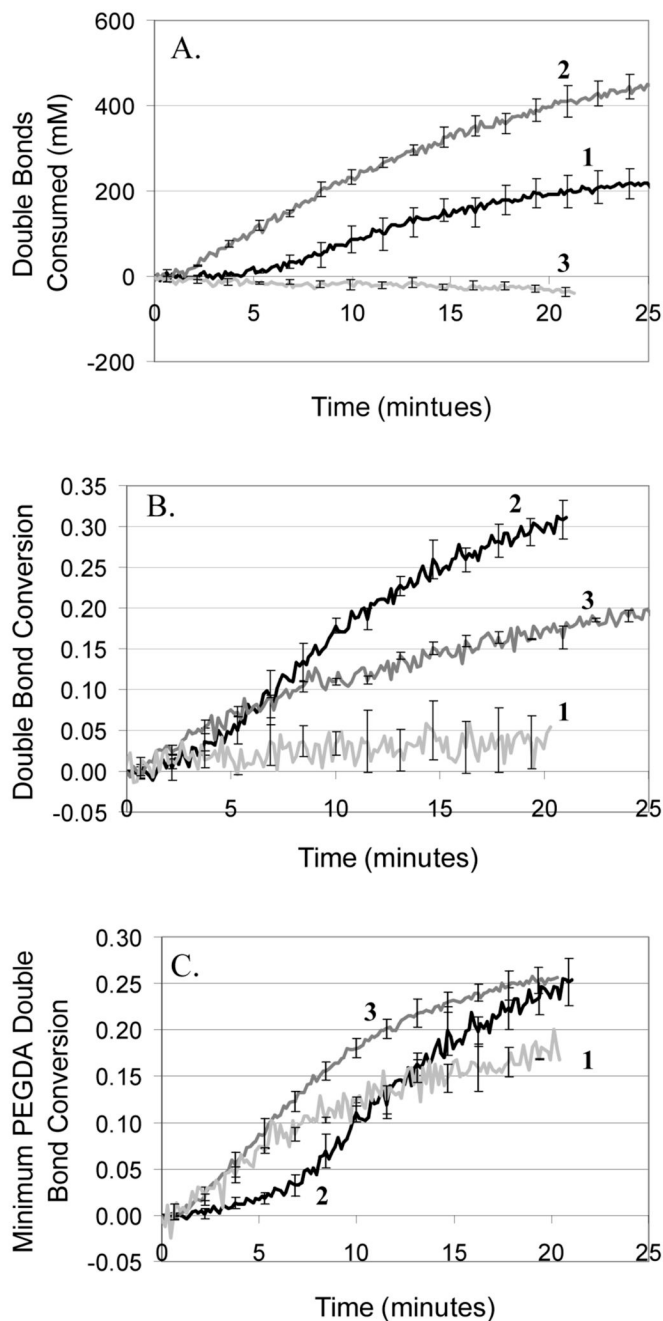 A.
Double Bonds
Consumed (mM)
600
400
200
0
-200
2
1
3
0 5 10 15 20 25
Time (mintues)
B.
Double Bond Conversion
0.35
0.30
0.25
0.20
0.15
0.10
0.05
0.00
-0.05
2
3
1
0 5 10 15 20 25
Time (minutes)
C.
Minimum PEGDA Double
Bond Conversion
0.30
0.25
0.20
0.15
0.10
0.05
0.00
-0.05
3
1
2
0 5 10 15 20 25
Time (minutes)